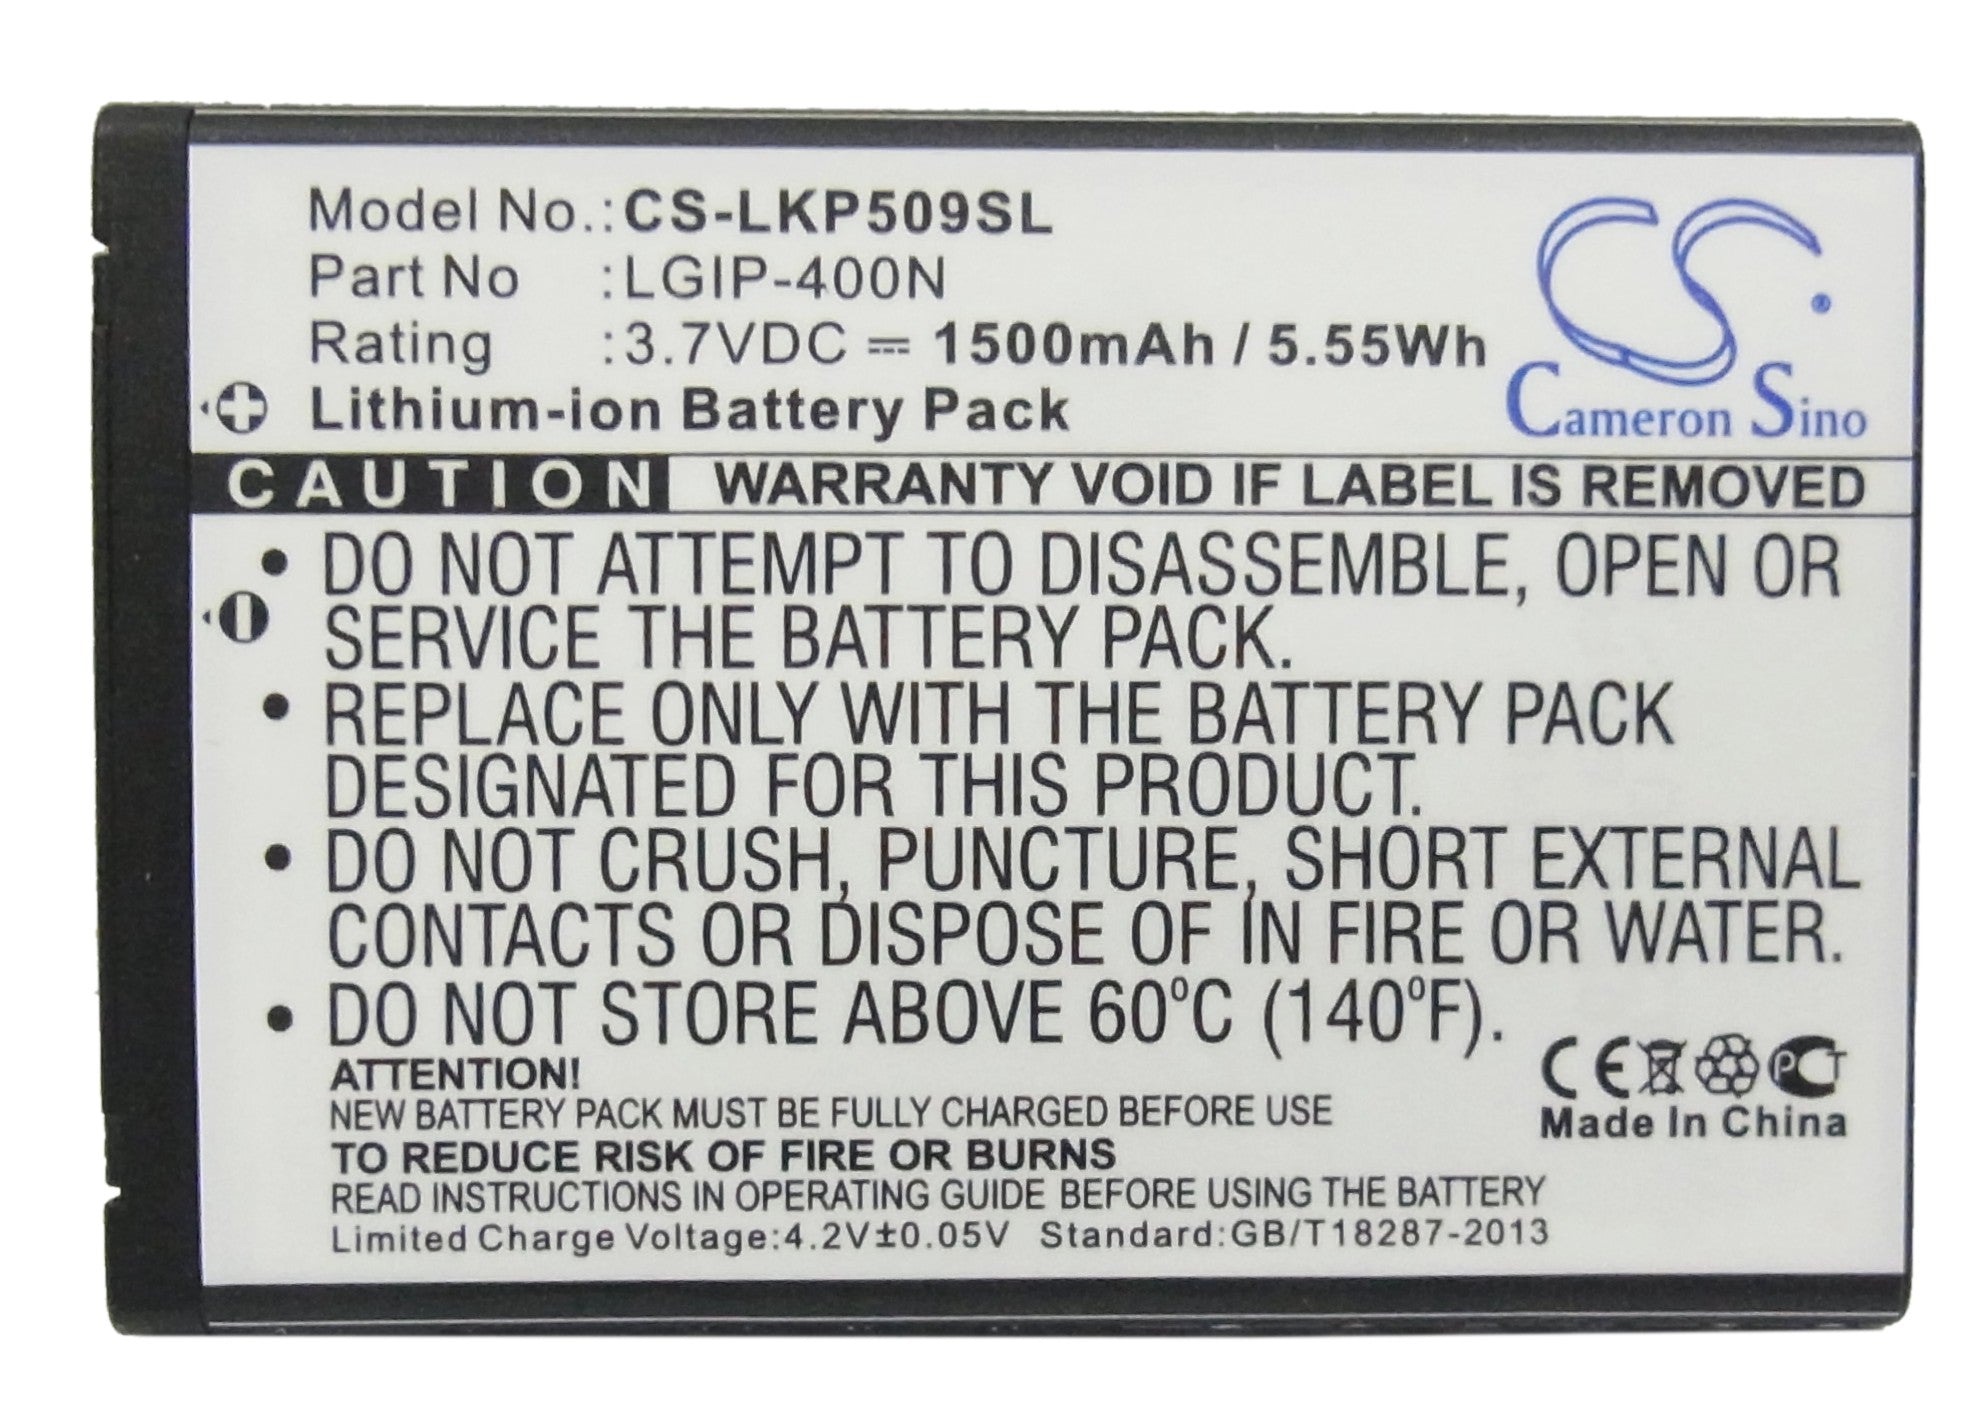 Model No.: CS-LKP509SL
Part No :LGIP-400N
Rating :3.7VDC ⎓ 1500mAh / 5.55Wh
Lithium-ion Battery Pack
CS®
Cameron Sino
CAUTION WARRANTY VOID IF LABEL IS REMOVED
• DO NOT ATTEMPT TO DISASSEMBLE, OPEN OR
SERVICE THE BATTERY PACK.
• REPLACE ONLY WITH THE BATTERY PACK
DESIGNATED FOR THIS PRODUCT.
• DO NOT CRUSH, PUNCTURE, SHORT EXTERNAL
CONTACTS OR DISPOSE OF IN FIRE OR WATER.
• DO NOT STORE ABOVE 60°C (140°F).
ATTENTION!
NEW BATTERY PACK MUST BE FULLY CHARGED BEFORE USE
TO REDUCE RISK OF FIRE OR BURNS
READ INSTRUCTIONS IN OPERATING GUIDE BEFORE USING THE BATTERY
Limited Charge Voltage:4.2V±0.05V Standard:GB/T18287-2013
CE PCT
Made In China